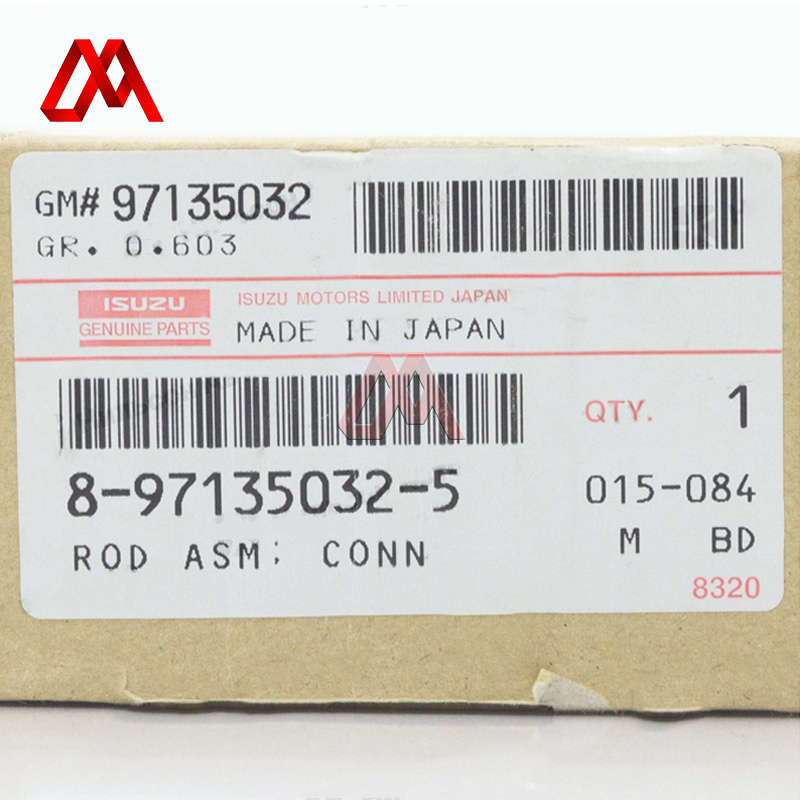 GM# 97135032
GR. 0.603
ISUZU
GENUINE PARTS
ISUZU MOTORS LIMITED JAPAN
MADE IN JAPAN
QTY. 1
8-97135032-5
015-084
ROD ASM; CONN
M BD
8320